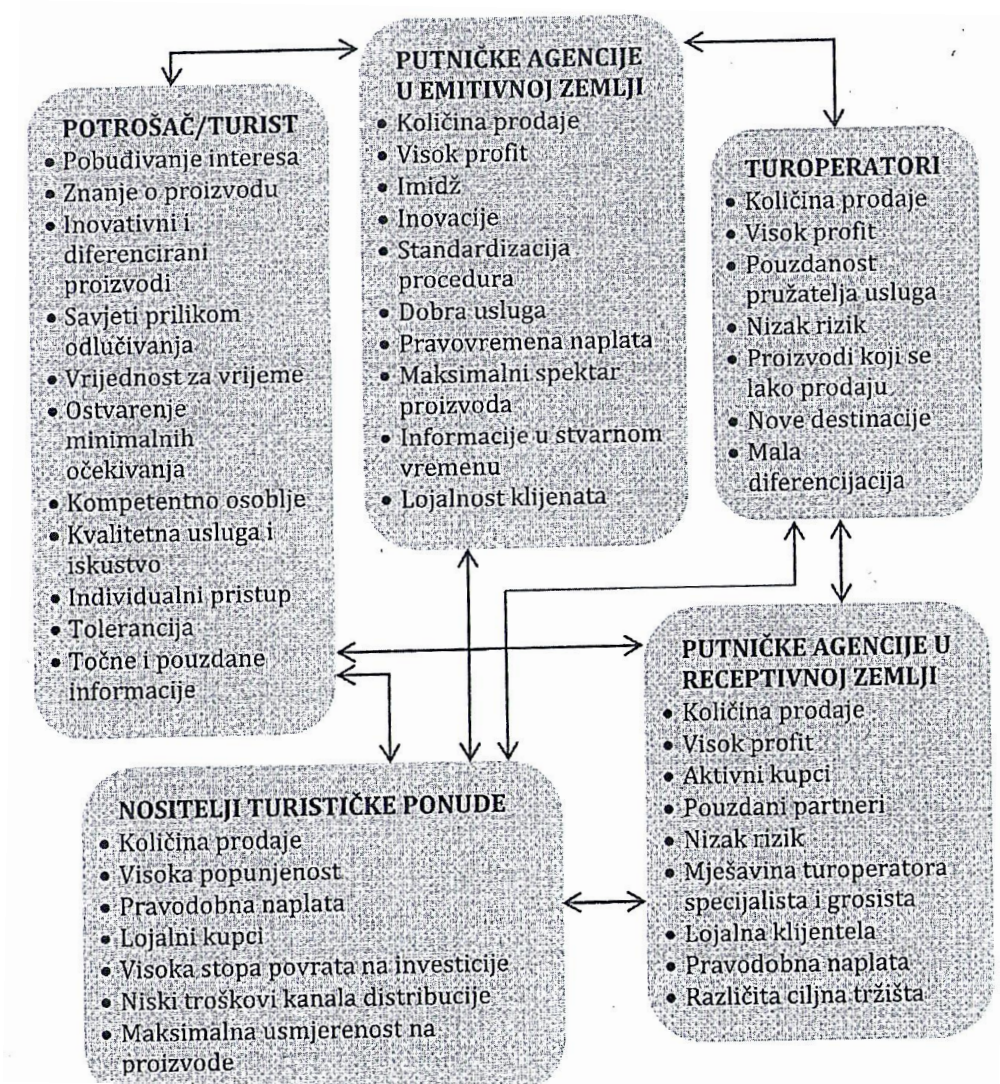 POTROŠAČ/TURIST
• Pobuđivanje interesa
• Znanje o proizvodu
• Inovativni i
diferencirani
proizvodi
• Savjeti prilikom
odlučivanja
• Vrijednost za vrijeme
• Ostvarenje
minimalnih
očekivanja
• Kompetentno osoblje
• Kvalitetna usluga i
iskustvo
• Individualni pristup
• Tolerancija
• Točne i pouzdane
informacije
PUTNIČKE AGENCIJE
U EMITIVNOJ ZEMLJI
• Količina prodaje
• Visok profit
• Imidž
• Inovacije
• Standardizacija
procedura
• Dobra usluga
• Pravovremena naplata
• Maksimalni spektar
proizvoda
• Informacije u stvarnom
vremenu
• Lojalnost klijenata
TUROPERATORI
• Količina prodaje
• Visok profit
• Pouzdanost
pružatelja usluga
• Nizak rizik
• Proizvodi koji se
lako prodaju
• Nove destinacije
• Mala
diferencijacija
NOSITELJI TURISTIČKE PONUDE
• Količina prodaje
• Visoka popunjenost
• Pravodobna naplata
• Lojalni kupci
• Visoka stopa povrata na investicije
• Niski troškovi kanala distribucije
• Maksimalna usmjerenost na
proizvode
PUTNIČKE AGENCIJE U
RECEPTIVNOJ ZEMLJI
• Količina prodaje
• Visok profit
• Aktivni kupci
• Pouzdani partneri
• Nizak rizik
• Mješavina turoperatora
specijalista i grosista
• Lojalna klijentela
• Pravodobna naplata
• Različita ciljna tržišta